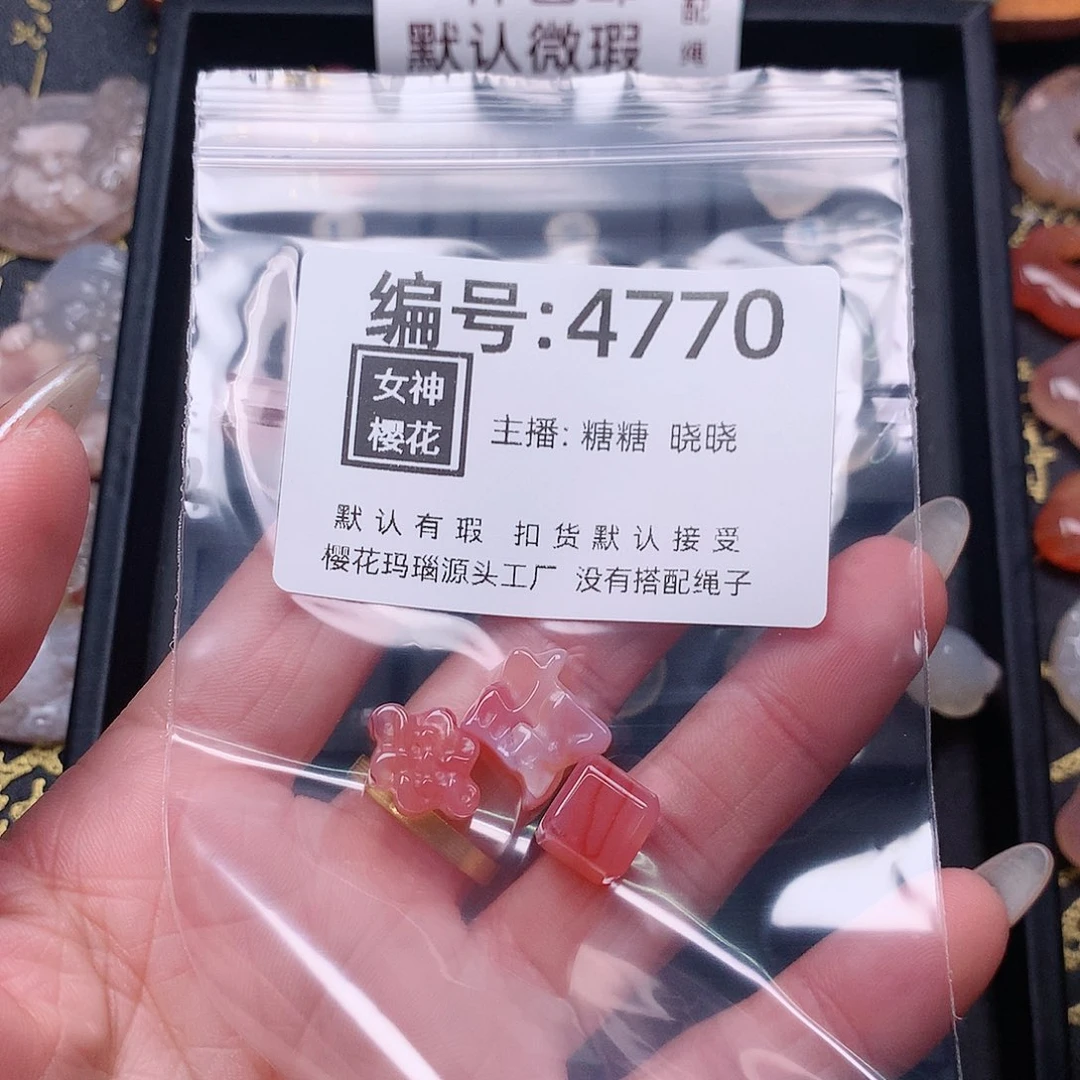 默认微瑕
配
绳
编号:4770
女神
樱花
主播: 糖糖 晓晓
默认有瑕 扣货默认接受
樱花玛瑙源头工厂 没有搭配绳子